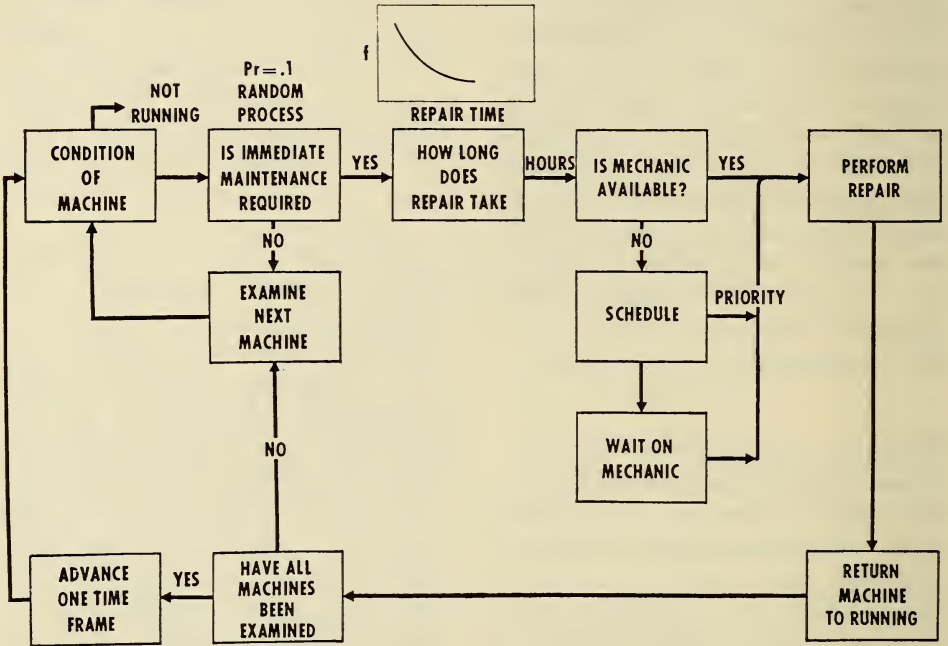 f
REPAIR TIME
Pr=.1
RANDOM
PROCESS
NOT
RUNNING
CONDITION
OF
MACHINE
IS IMMEDIATE
MAINTENANCE
REQUIRED
YES
HOW LONG
DOES
REPAIR TAKE
HOURS
IS MECHANIC
AVAILABLE?
YES
PERFORM
REPAIR
NO
NO
EXAMINE
NEXT
MACHINE
SCHEDULE
PRIORITY
WAIT ON
MECHANIC
NO
ADVANCE
ONE TIME
FRAME
YES
HAVE ALL
MACHINES
BEEN
EXAMINED
RETURN
MACHINE
TO RUNNING